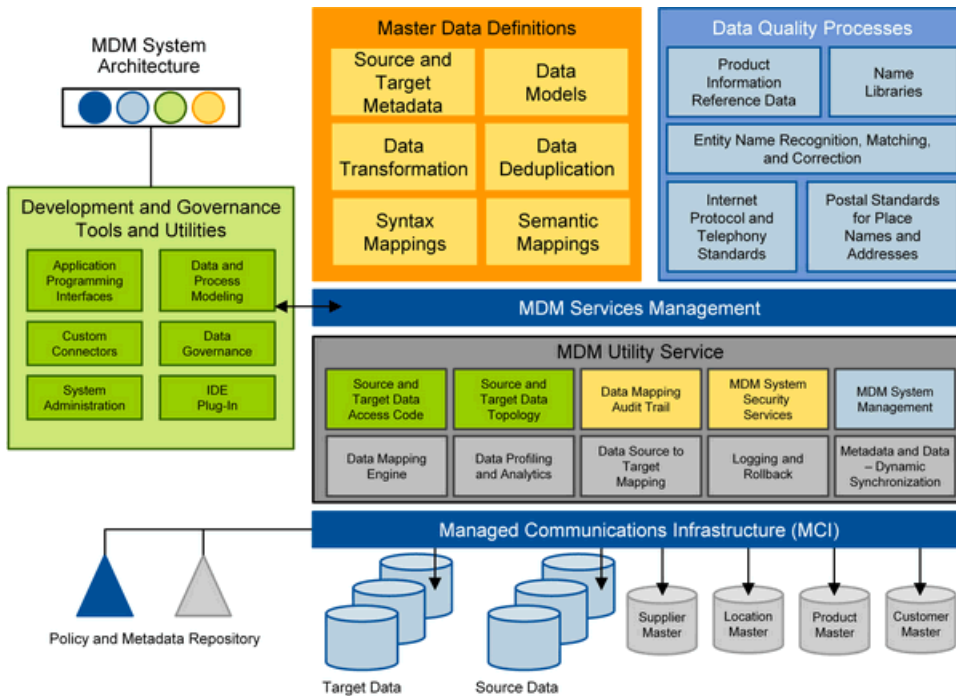 MDM System
Architecture
Master Data Definitions
Source and
Target
Metadata
Data
Models
Data
Transformation
Data
Deduplication
Syntax
Mappings
Semantic
Mappings
Data Quality Processes
Product
Information
Reference Data
Name
Libraries
Entity Name Recognition, Matching,
and Correction
Internet
Protocol and
Telephony
Standards
Postal Standards
for Place
Names and
Addresses
Development and Governance
Tools and Utilities
Application
Programming
Interfaces
Data and
Process
Modeling
Custom
Connectors
Data
Governance
System
Administration
IDE
Plug-In
MDM Services Management
MDM Utility Service
Source and
Target Data
Access Code
Source and
Target Data
Topology
Data Mapping
Audit Trail
MDM System
Security
Services
MDM System
Management
Data Mapping
Engine
Data Profiling
and Analytics
Data Source to
Target
Mapping
Logging and
Rollback
Metadata and Data
– Dynamic
Synchronization
Managed Communications Infrastructure (MCI)
Policy and Metadata Repository
Target Data
Source Data
Supplier
Master
Location
Master
Product
Master
Customer
Master